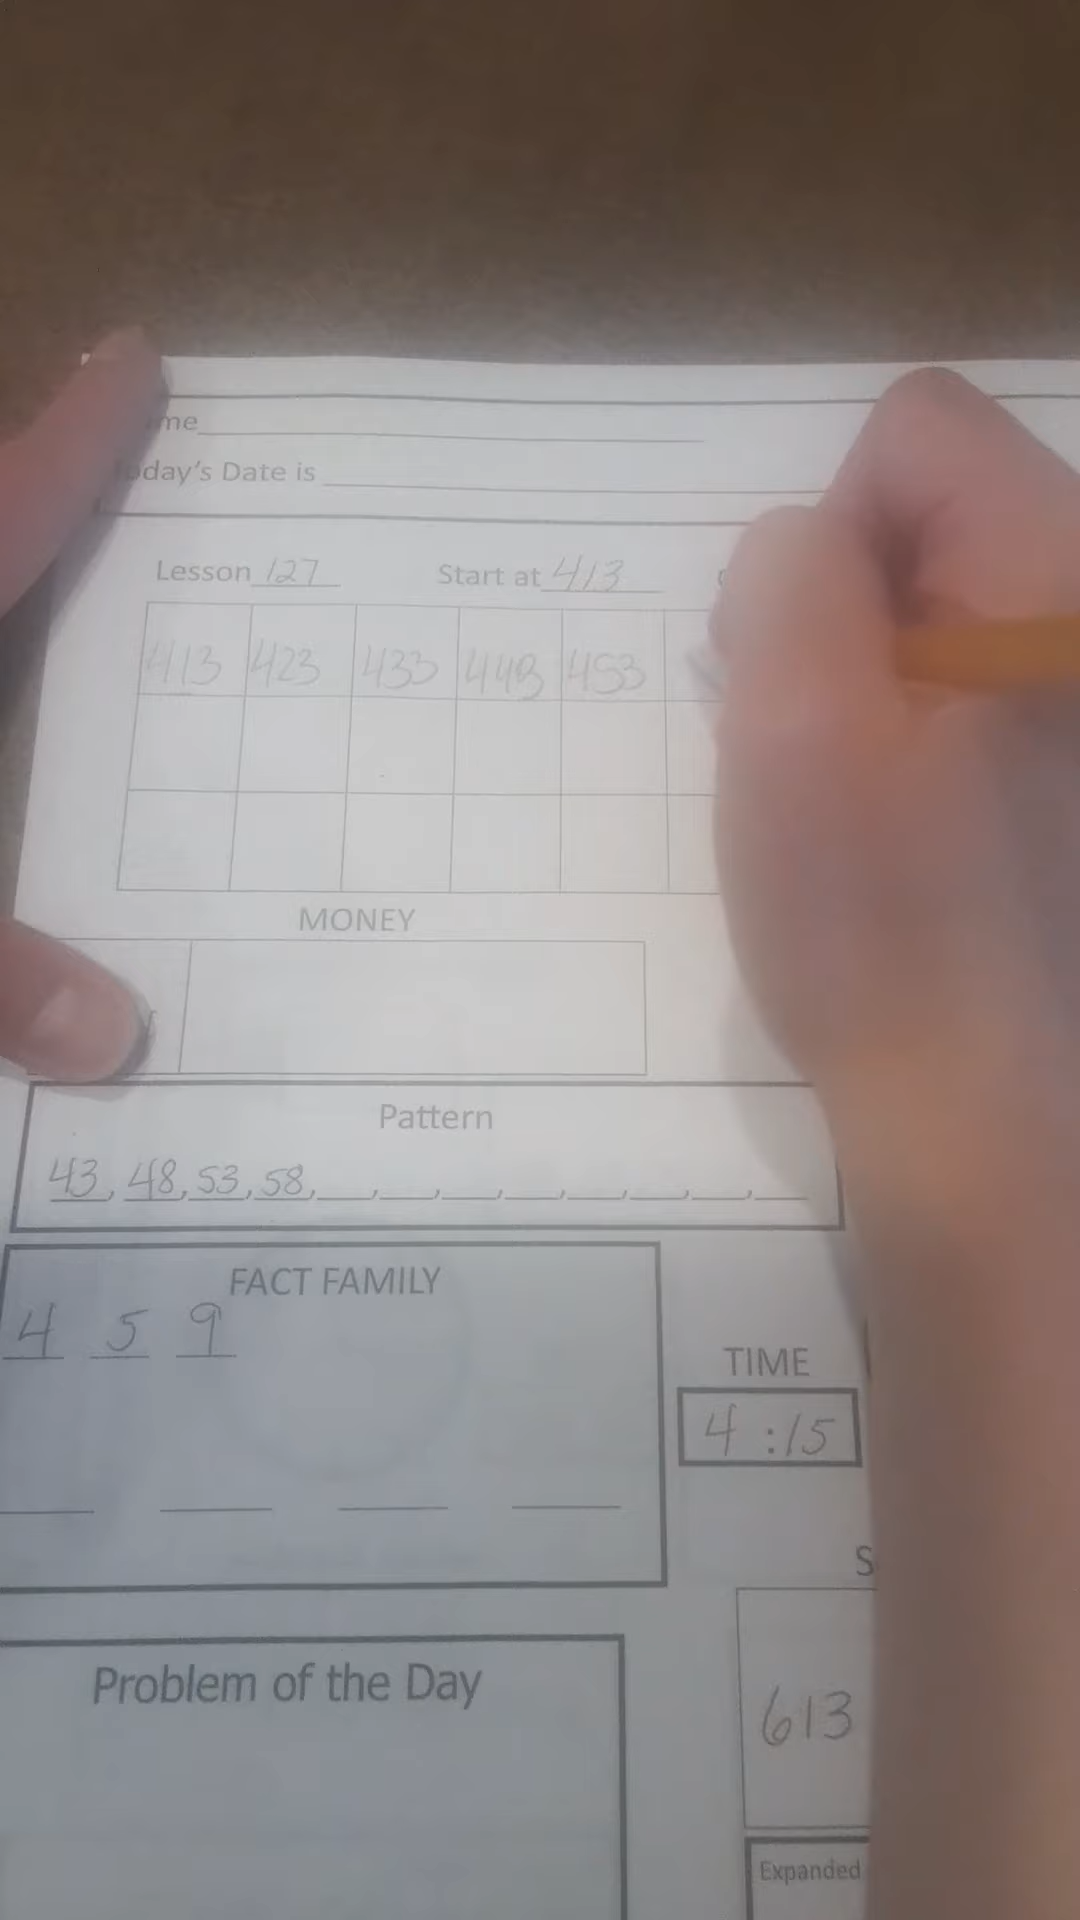 me
Today's Date is
Lesson 127 Start at 413
413 423 433 443 453
MONEY
Pattern
43, 48, 53, 58,
FACT FAMILY
4 5 9
TIME
4 :15
S
613
Problem of the Day
Expanded